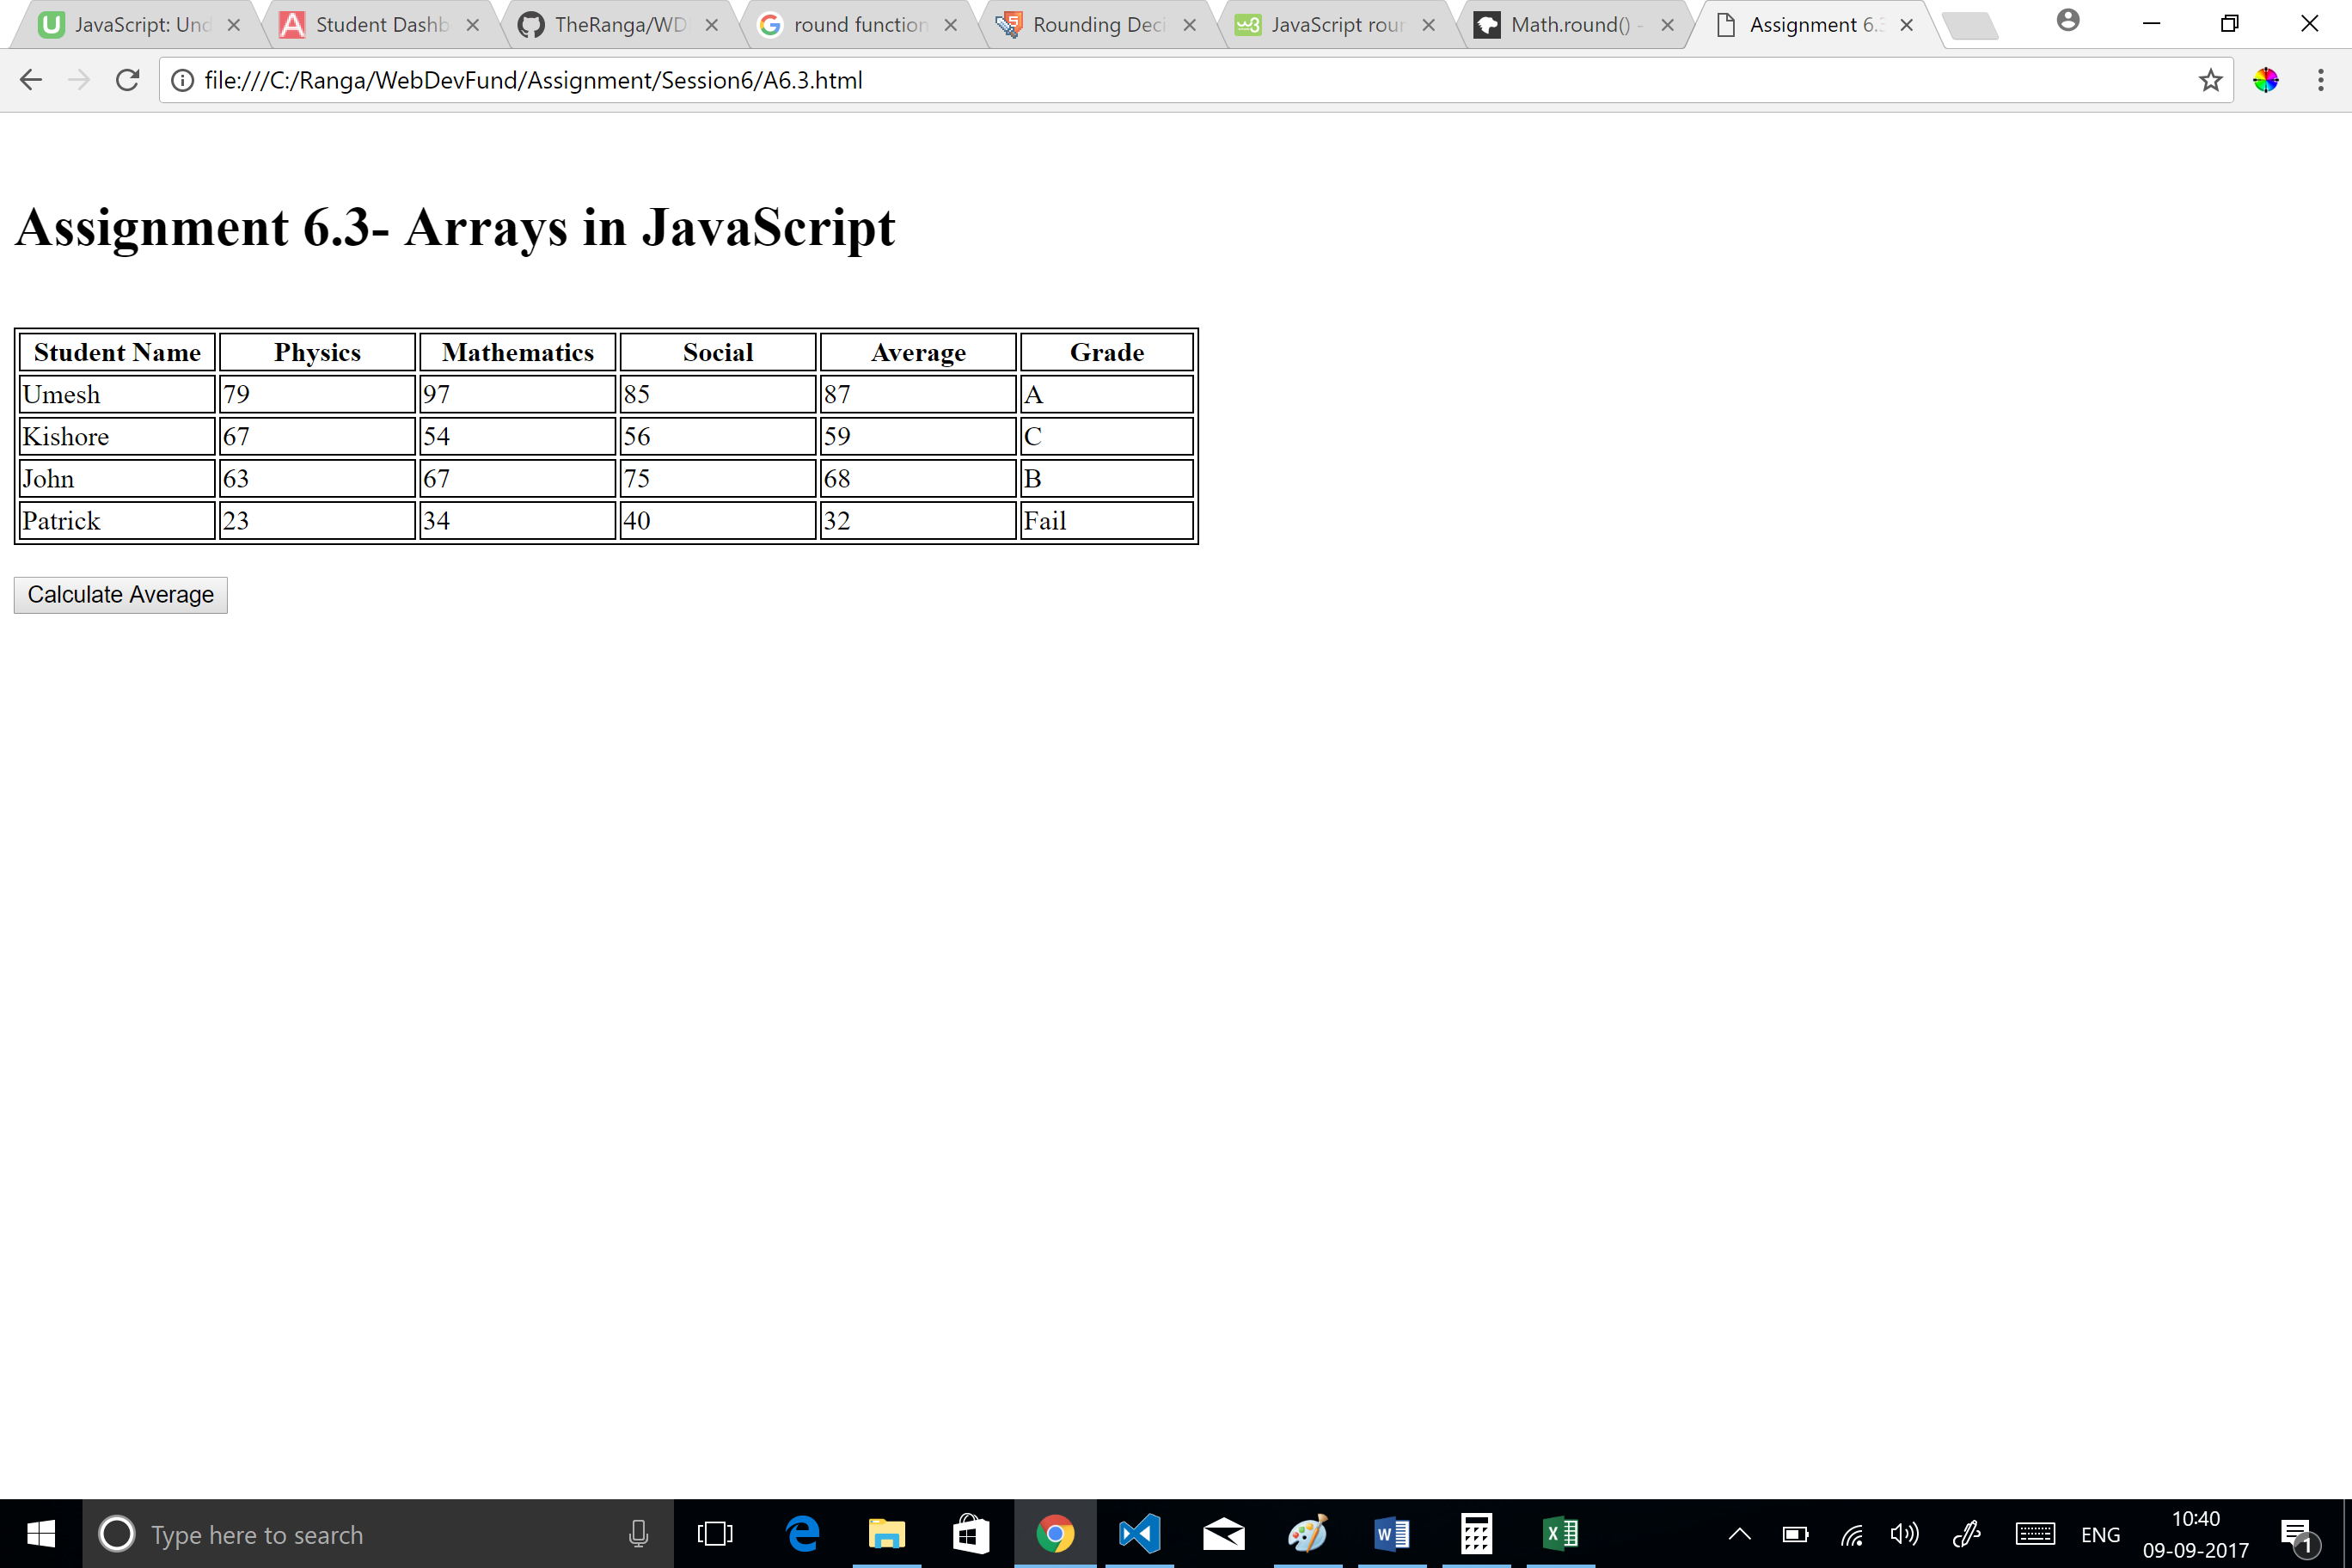 JavaScript: Und Student Dashb TheRanga/WD round function Rounding Deci JavaScript rour Math.round() - Assignment 6.3
file:///C:/Ranga/WebDevFund/Assignment/Session6/A6.3.html
Assignment 6.3- Arrays in JavaScript
Student Name Physics Mathematics Social Average Grade
Umesh 79 97 85 87 A
Kishore 67 54 56 59 C
John 63 67 75 68 B
Patrick 23 34 40 32 Fail
Calculate Average
Type here to search
ENG
10:40
09-09-2017
1